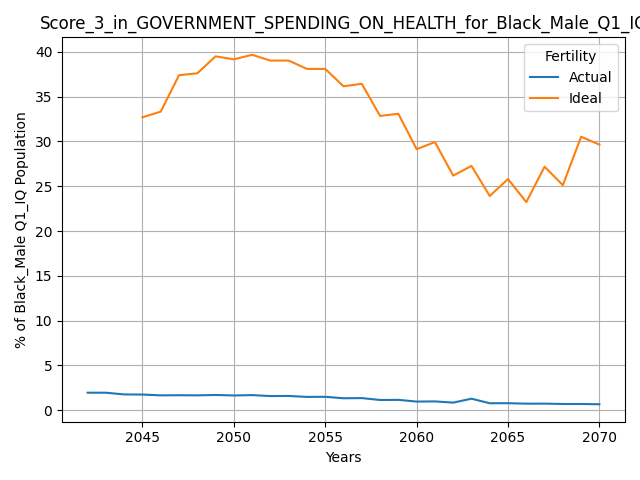 Score_3_in_GOVERNMENT_SPENDING_ON_HEALTH_for_Black_Male_Q1_IQ
Fertility
Actual
Ideal
% of Black_Male Q1_IQ Population
40
35
30
25
20
15
10
5
0
2045 2050 2055 2060 2065 2070
Years